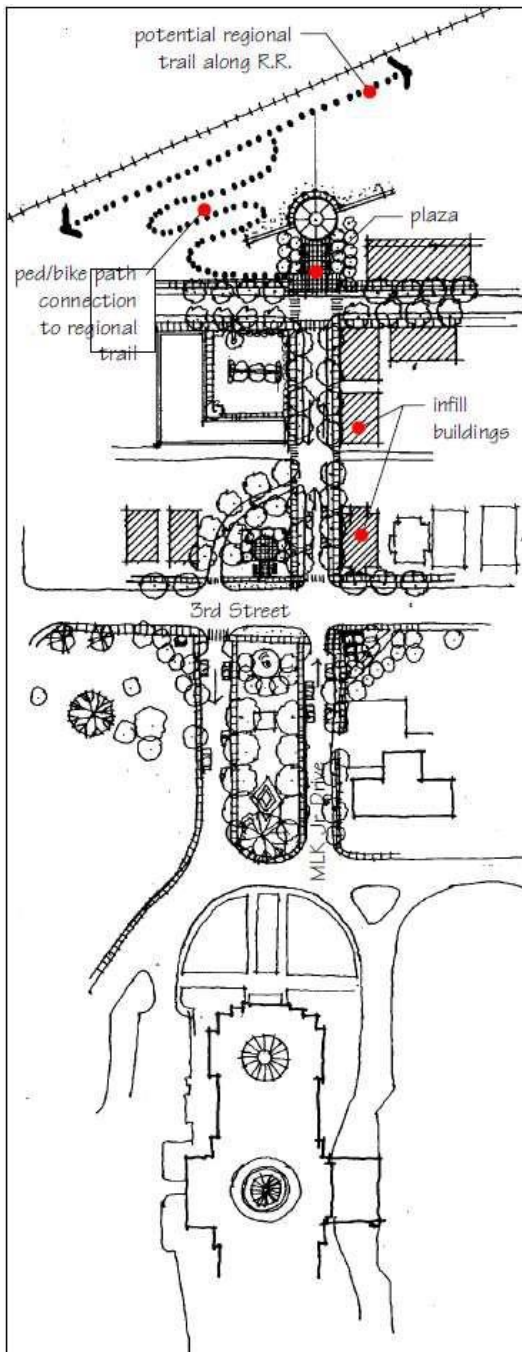 potential regional
trail along R.R.
plaza
ped/bike path
connection
to regional
trail
infill
buildings
3rd Street
MLK Jr. Drive